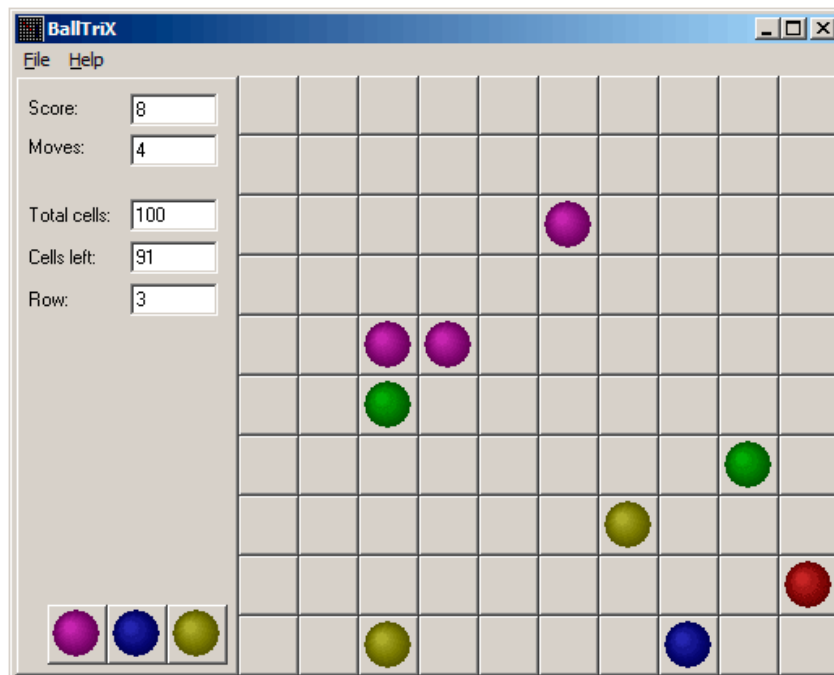 BallTriX
File Help
Score: 8
Moves: 4
Total cells: 100
Cells left: 91
Row: 3